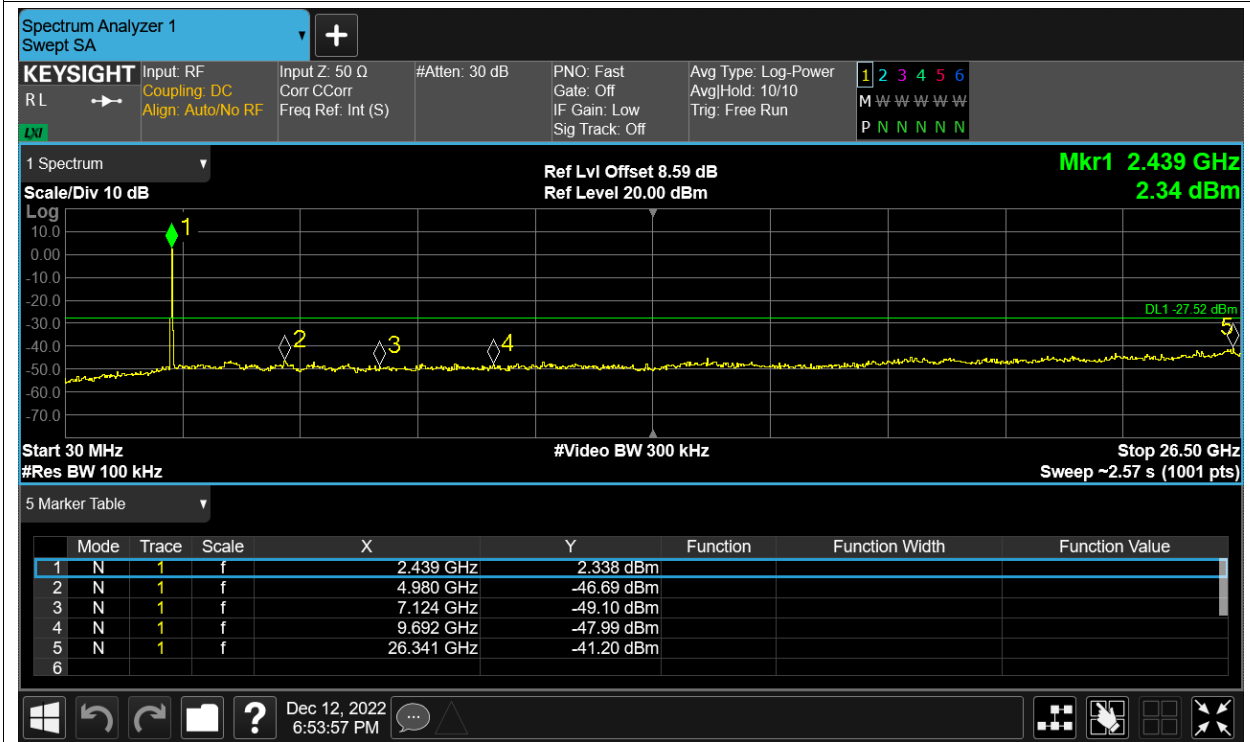 Spectrum Analyzer 1
Swept SA
+
KEYSIGHT
R L
LXI
Input: RF
Coupling: DC
Align: Auto/No RF
Input Z: 50 Ω
Corr CCorr
Freq Ref: Int (S)
#Atten: 30 dB
PNO: Fast
Gate: Off
IF Gain: Low
Sig Track: Off
Avg Type: Log-Power
Avg|Hold: 10/10
Trig: Free Run
1 2 3 4 5 6
M W W W W W
P N N N N N
1 Spectrum
Scale/Div 10 dB
Ref Lvl Offset 8.59 dB
Ref Level 20.00 dBm
Mkr1 2.439 GHz
2.34 dBm
Log
10.0
0.00
-10.0
-20.0
-30.0
-40.0
-50.0
-60.0
-70.0
1
2
3
4
5
DL1 -27.52 dBm
Start 30 MHz
#Video BW 300 kHz
Stop 26.50 GHz
#Res BW 100 kHz
Sweep ~2.57 s (1001 pts)
5 Marker Table
Mode Trace Scale X Y Function Function Width Function Value
1 N 1 f 2.439 GHz 2.338 dBm
2 N 1 f 4.980 GHz -46.69 dBm
3 N 1 f 7.124 GHz -49.10 dBm
4 N 1 f 9.692 GHz -47.99 dBm
5 N 1 f 26.341 GHz -41.20 dBm
6
?
Dec 12, 2022
6:53:57 PM